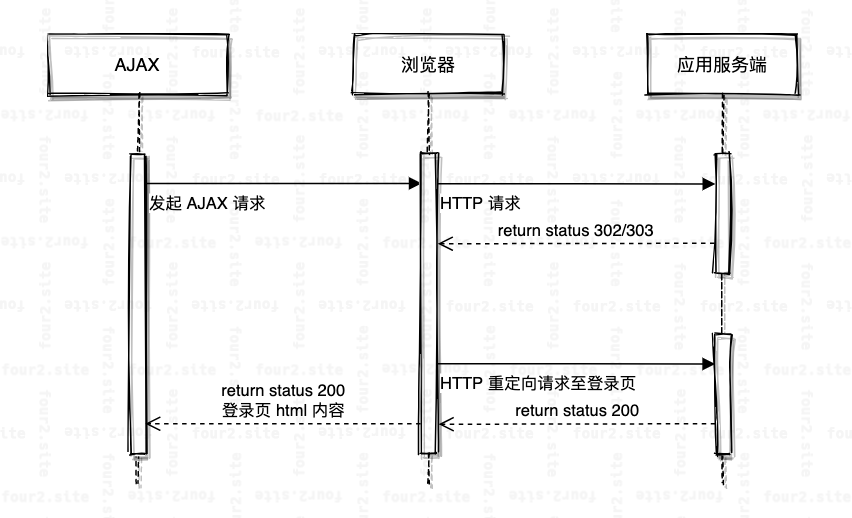 AJAX
浏览器
应用服务端
发起 AJAX 请求
HTTP 请求
return status 302/303
HTTP 重定向请求至登录页
return status 200
登录页 html 内容
return status 200
four2.site